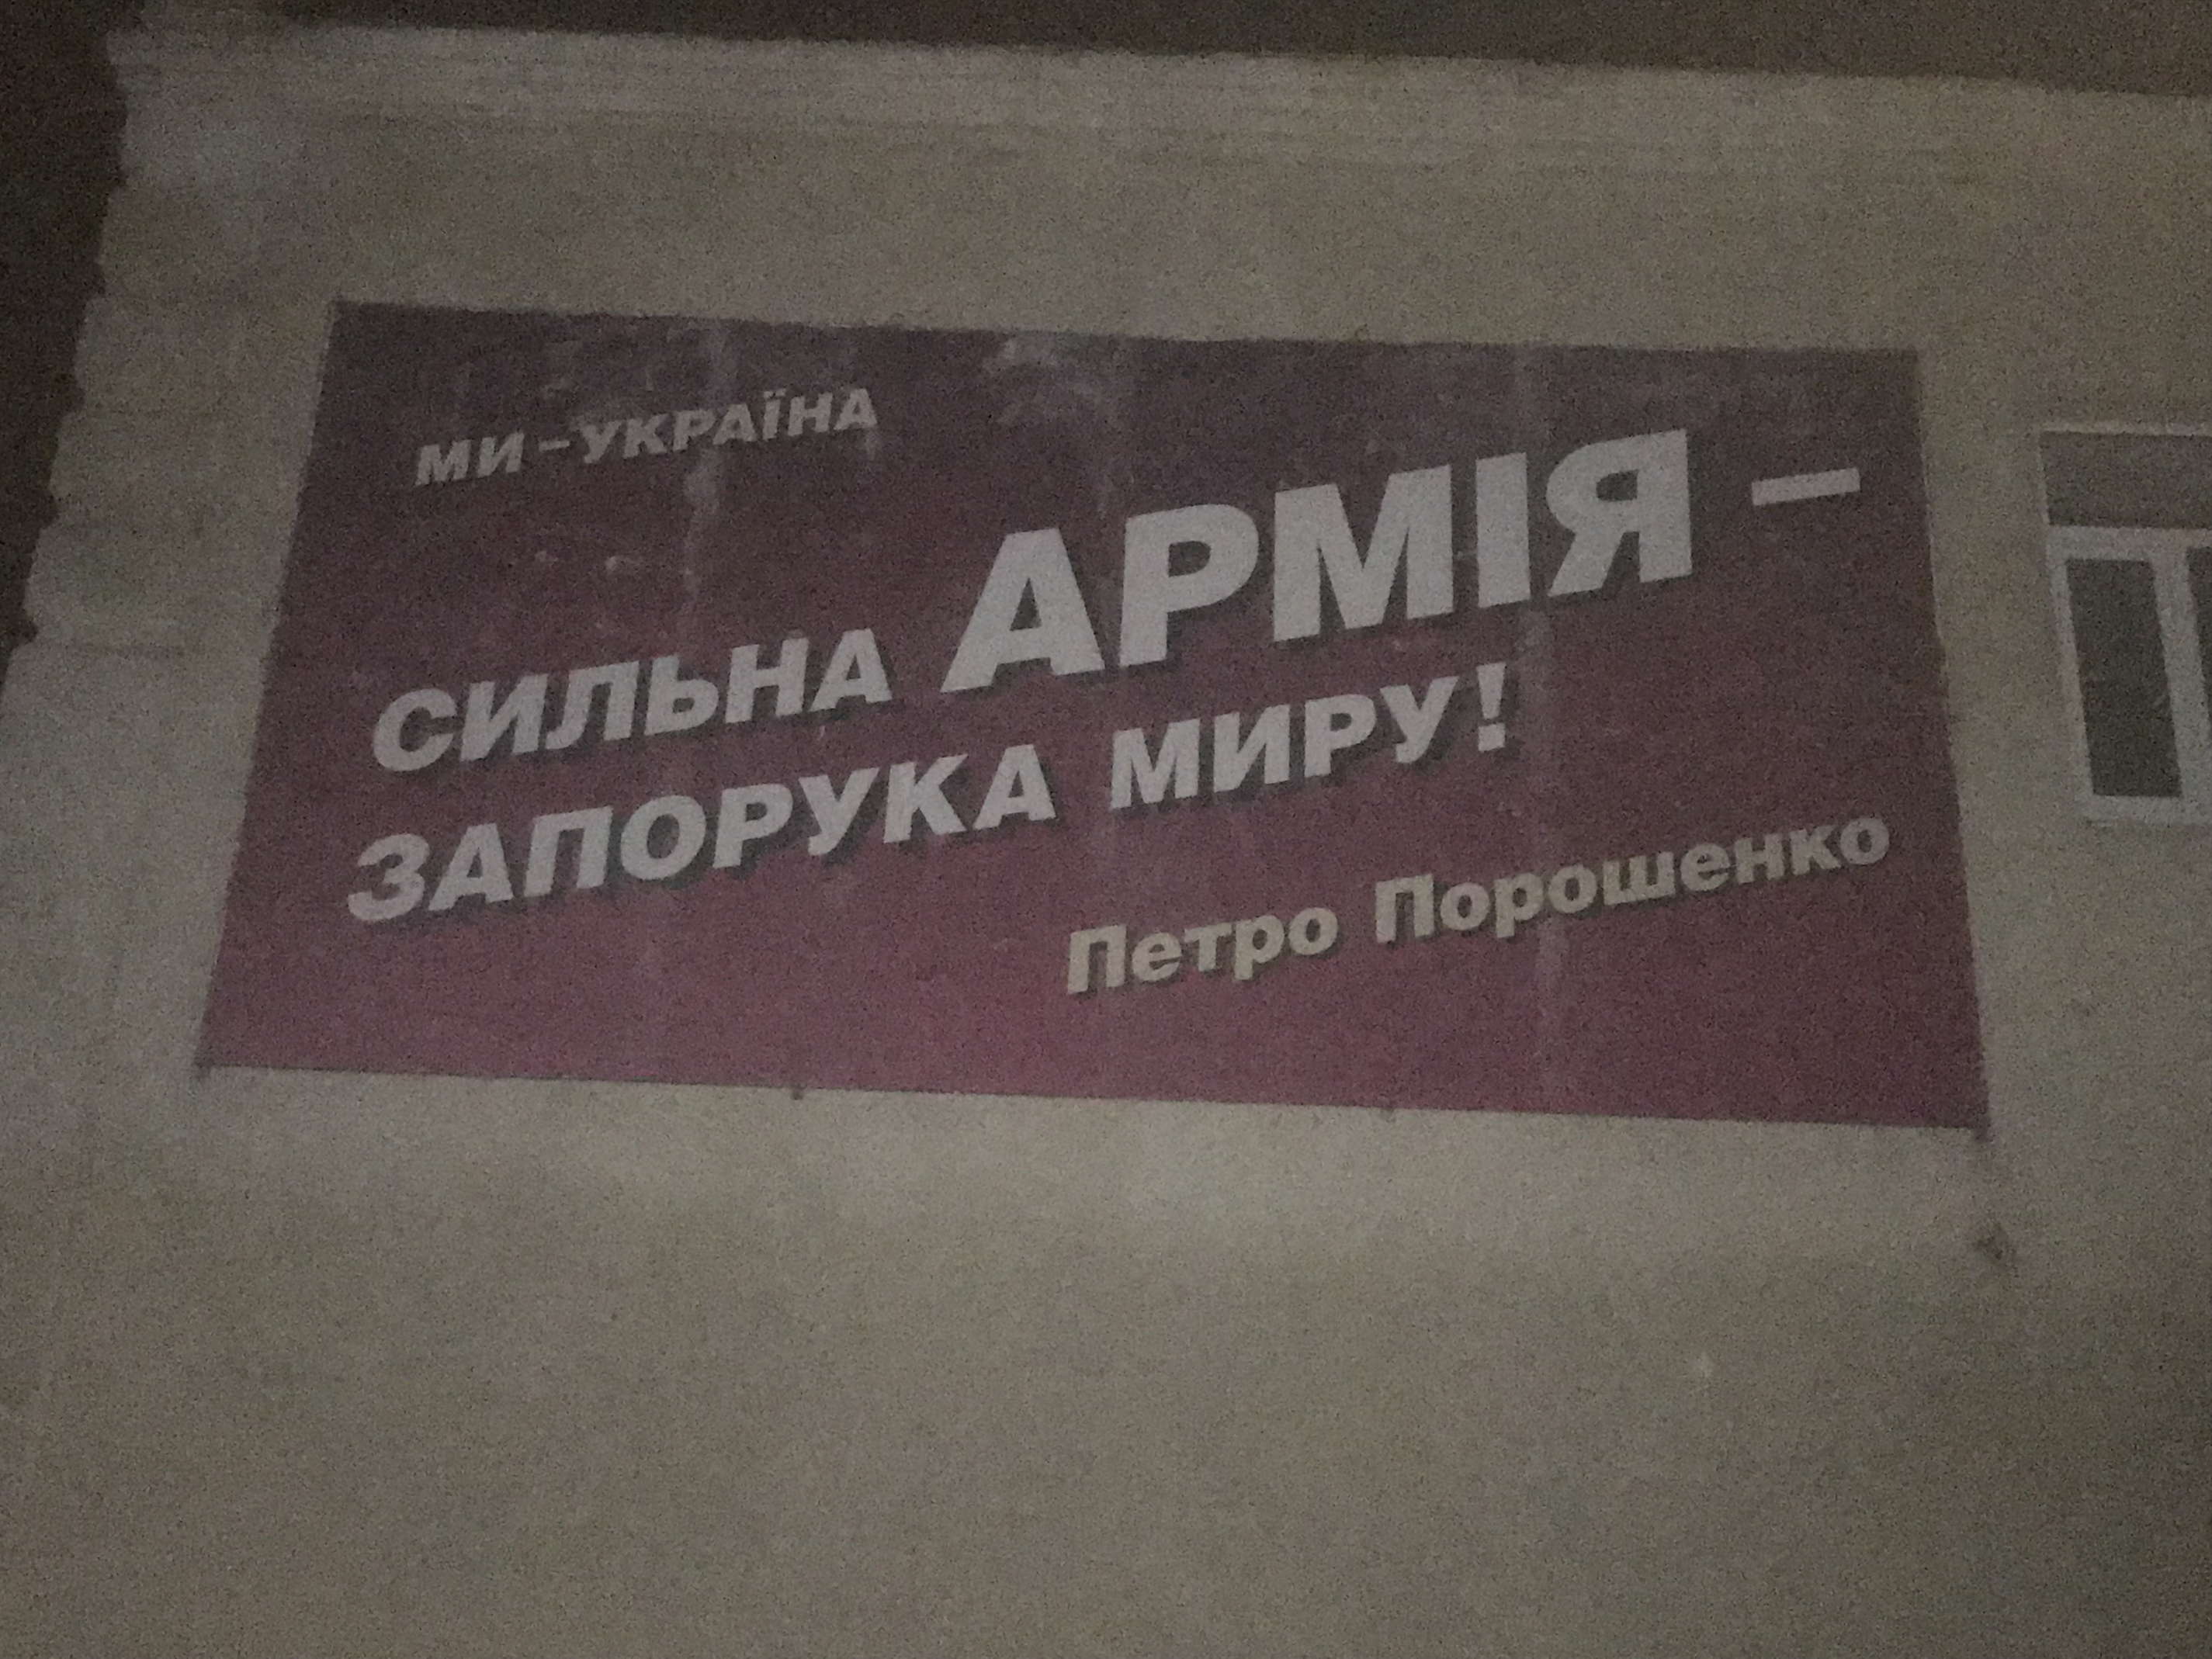 МИ – УКРАЇНА
СИЛЬНА АРМІЯ –
ЗАПОРУКА МИРУ!
Петро Порошенко